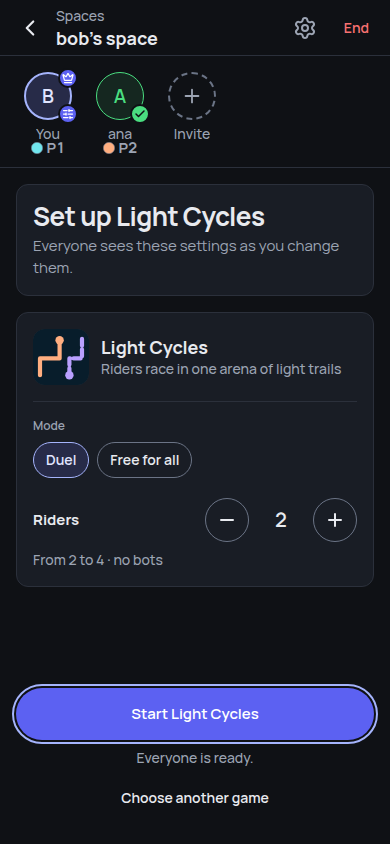 Spaces
bob's space
End
B
A
You
ana
Invite
P1
P2
Set up Light Cycles
Everyone sees these settings as you change
them.
Light Cycles
Riders race in one arena of light trails
Mode
Duel
Free for all
Riders
2
From 2 to 4 · no bots
Start Light Cycles
Everyone is ready.
Choose another game